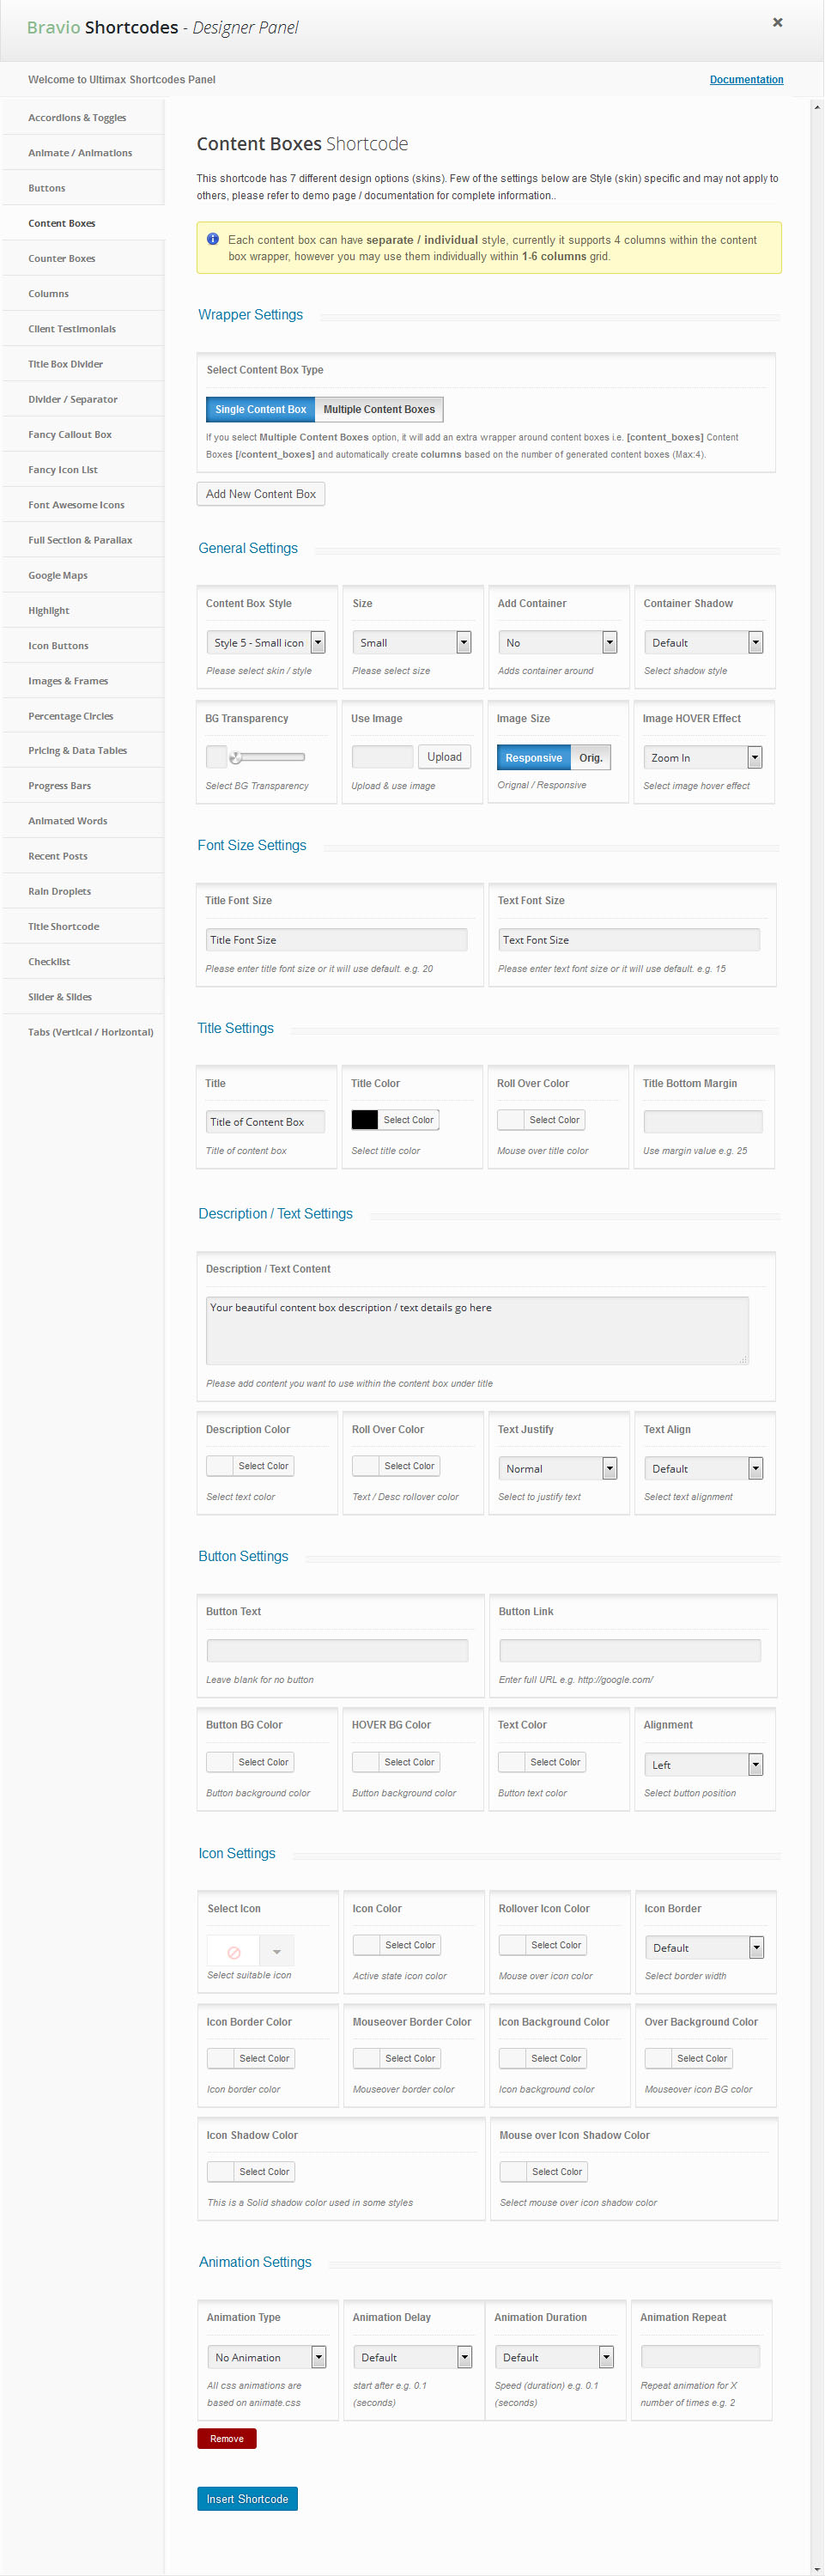 Bravio Shortcodes - Designer Panel
Welcome to Ultimax Shortcodes Panel
Documentation
Accordions & Toggles
Animate / Animations
Buttons
Content Boxes
Counter Boxes
Columns
Client Testimonials
Title Box Divider
Divider / Separator
Fancy Callout Box
Fancy Icon List
Font Awesome Icons
Full Section & Parallax
Google Maps
Highlight
Icon Buttons
Images & Frames
Percentage Circles
Pricing & Data Tables
Progress Bars
Animated Words
Recent Posts
Rain Droplets
Title Shortcode
Checklist
Slider & Slides
Tabs (Vertical / Horizontal)
Content Boxes Shortcode
This shortcode has 7 different design options (skins). Few of the settings below are Style (skin) specific and may not apply to
others, please refer to demo page / documentation for complete information..
Each content box can have separate / individual style, currently it supports 4 columns within the content
box wrapper, however you may use them individually within 1-6 columns grid.
Wrapper Settings
Select Content Box Type
Single Content Box Multiple Content Boxes
If you select Multiple Content Boxes option, it will add an extra wrapper around content boxes i.e. [content_boxes] Content
Boxes [/content_boxes] and automatically create columns based on the number of generated content boxes (Max:4).
Add New Content Box
General Settings
Content Box Style Size Add Container Container Shadow
Style 5 - Small icon Small No Default
Please select skin / style Please select size Adds container around Select shadow style
BG Transparency Use Image Image Size Image HOVER Effect
Upload Responsive Orig. Zoom In
Select BG Transparency Upload & use image Orignal / Responsive Select image hover effect
Font Size Settings
Title Font Size Text Font Size
Title Font Size Text Font Size
Please enter title font size or it will use default. e.g. 20 Please enter text font size or it will use default. e.g. 15
Title Settings
Title Title Color Roll Over Color Title Bottom Margin
Title of Content Box Select Color Select Color
Title of content box Select title color Mouse over title color Use margin value e.g. 25
Description / Text Settings
Description / Text Content
Your beautiful content box description / text details go here
Please add content you want to use within the content box under title
Description Color Roll Over Color Text Justify Text Align
Select Color Select Color Normal Default
Select text color Text / Desc rollover color Select to justify text Select text alignment
Button Settings
Button Text Button Link
Leave blank for no button Enter full URL e.g. http://google.com/
Button BG Color HOVER BG Color Text Color Alignment
Select Color Select Color Select Color Left
Button background color Button background color Button text color Select button position
Icon Settings
Select Icon Icon Color Rollover Icon Color Icon Border
Select Color Select Color Default
Select suitable icon Active state icon color Mouse over icon color Select border width
Icon Border Color Mouseover Border Color Icon Background Color Over Background Color
Select Color Select Color Select Color Select Color
Icon border color Mouseover border color Icon background color Mouseover icon BG color
Icon Shadow Color Mouse over Icon Shadow Color
Select Color Select Color
This is a Solid shadow color used in some styles Select mouse over icon shadow color
Animation Settings
Animation Type Animation Delay Animation Duration Animation Repeat
No Animation Default Default
All css animations are start after e.g. 0.1 Speed (duration) e.g. 0.1 Repeat animation for X
based on animate.css (seconds) (seconds) number of times e.g. 2
Remove
Insert Shortcode